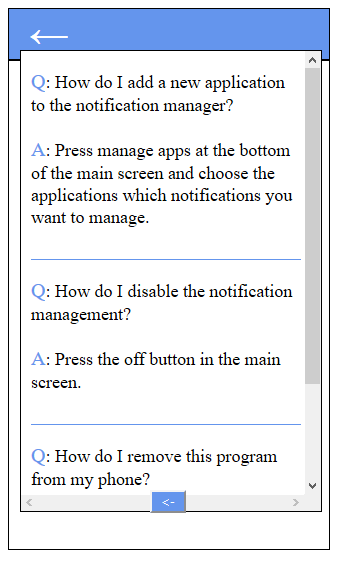 ←
Q: How do I add a new application
to the notification manager?
A: Press manage apps at the bottom
of the main screen and choose the
applications which notifications you
want to manage.
Q: How do I disable the notification
management?
A: Press the off button in the main
screen.
Q: How do I remove this program
from my phone?
<-